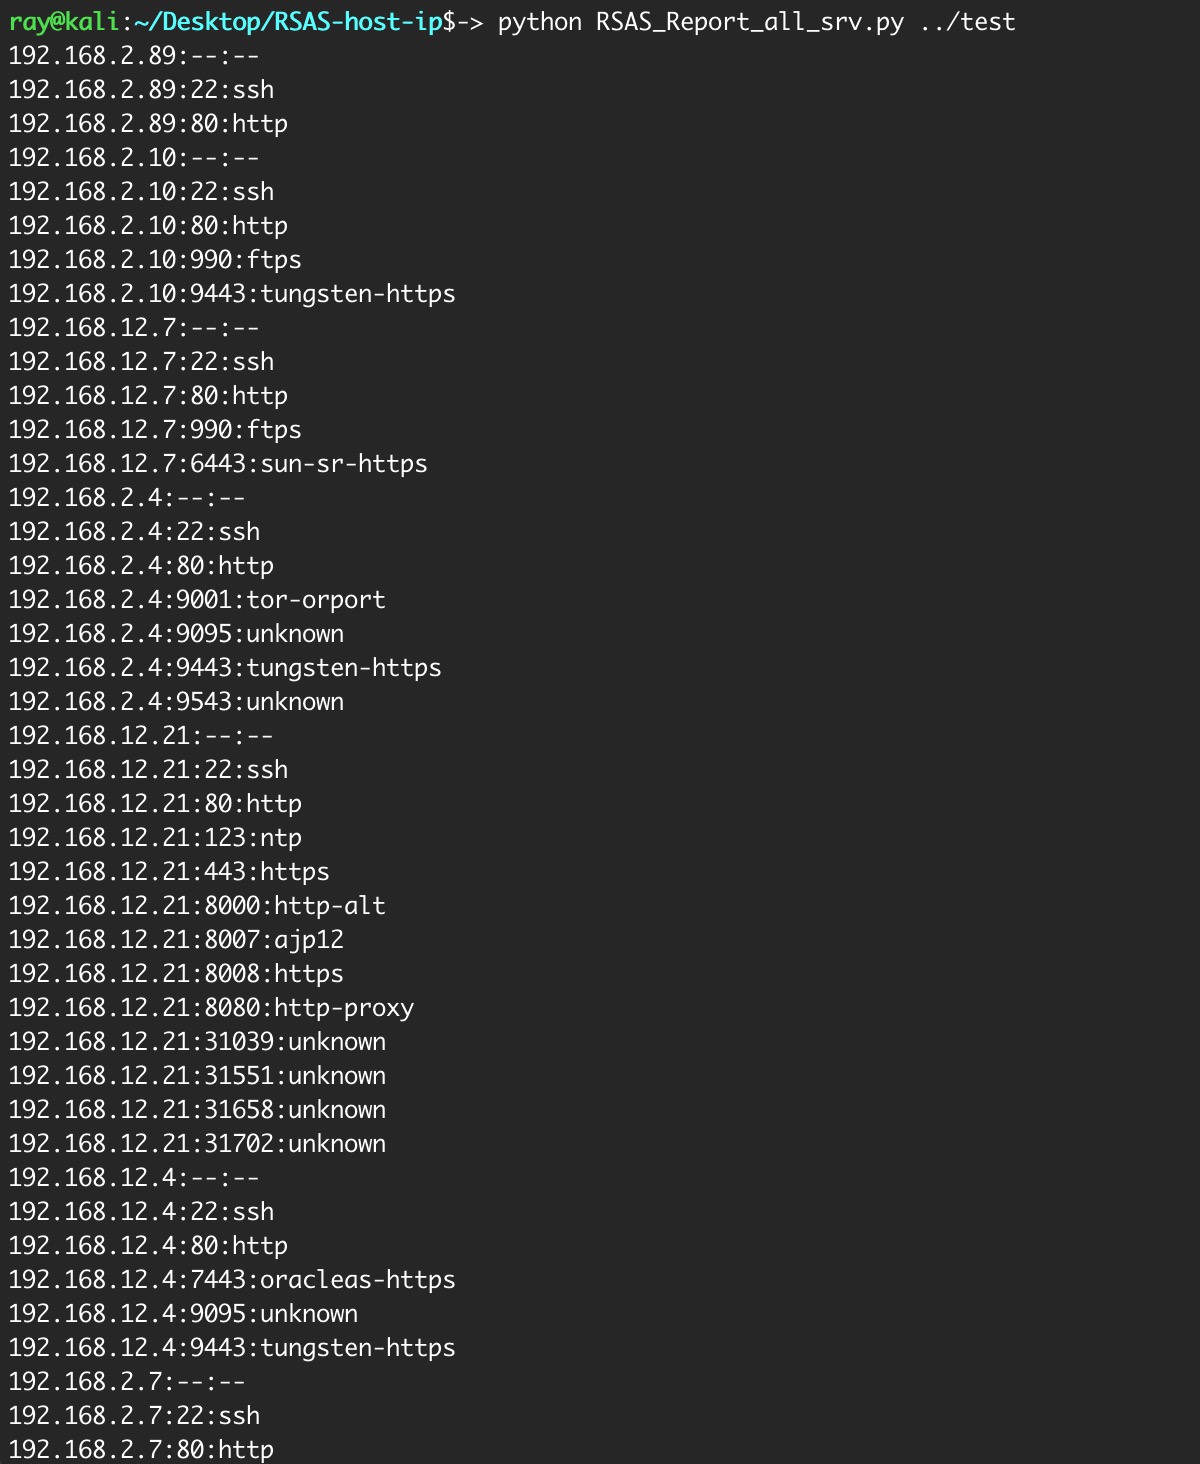 ray@kali:~/Desktop/RSAS-host-ip$-> python RSAS_Report_all_srv.py ../test
192.168.2.89:--:--
192.168.2.89:22:ssh
192.168.2.89:80:http
192.168.2.10:--:--
192.168.2.10:22:ssh
192.168.2.10:80:http
192.168.2.10:990:ftps
192.168.2.10:9443:tungsten-https
192.168.12.7:--:--
192.168.12.7:22:ssh
192.168.12.7:80:http
192.168.12.7:990:ftps
192.168.12.7:6443:sun-sr-https
192.168.2.4:--:--
192.168.2.4:22:ssh
192.168.2.4:80:http
192.168.2.4:9001:tor-orport
192.168.2.4:9095:unknown
192.168.2.4:9443:tungsten-https
192.168.2.4:9543:unknown
192.168.12.21:--:--
192.168.12.21:22:ssh
192.168.12.21:80:http
192.168.12.21:123:ntp
192.168.12.21:443:https
192.168.12.21:8000:http-alt
192.168.12.21:8007:ajp12
192.168.12.21:8008:https
192.168.12.21:8080:http-proxy
192.168.12.21:31039:unknown
192.168.12.21:31551:unknown
192.168.12.21:31658:unknown
192.168.12.21:31702:unknown
192.168.12.4:--:--
192.168.12.4:22:ssh
192.168.12.4:80:http
192.168.12.4:7443:oracleas-https
192.168.12.4:9095:unknown
192.168.12.4:9443:tungsten-https
192.168.2.7:--:--
192.168.2.7:22:ssh
192.168.2.7:80:http